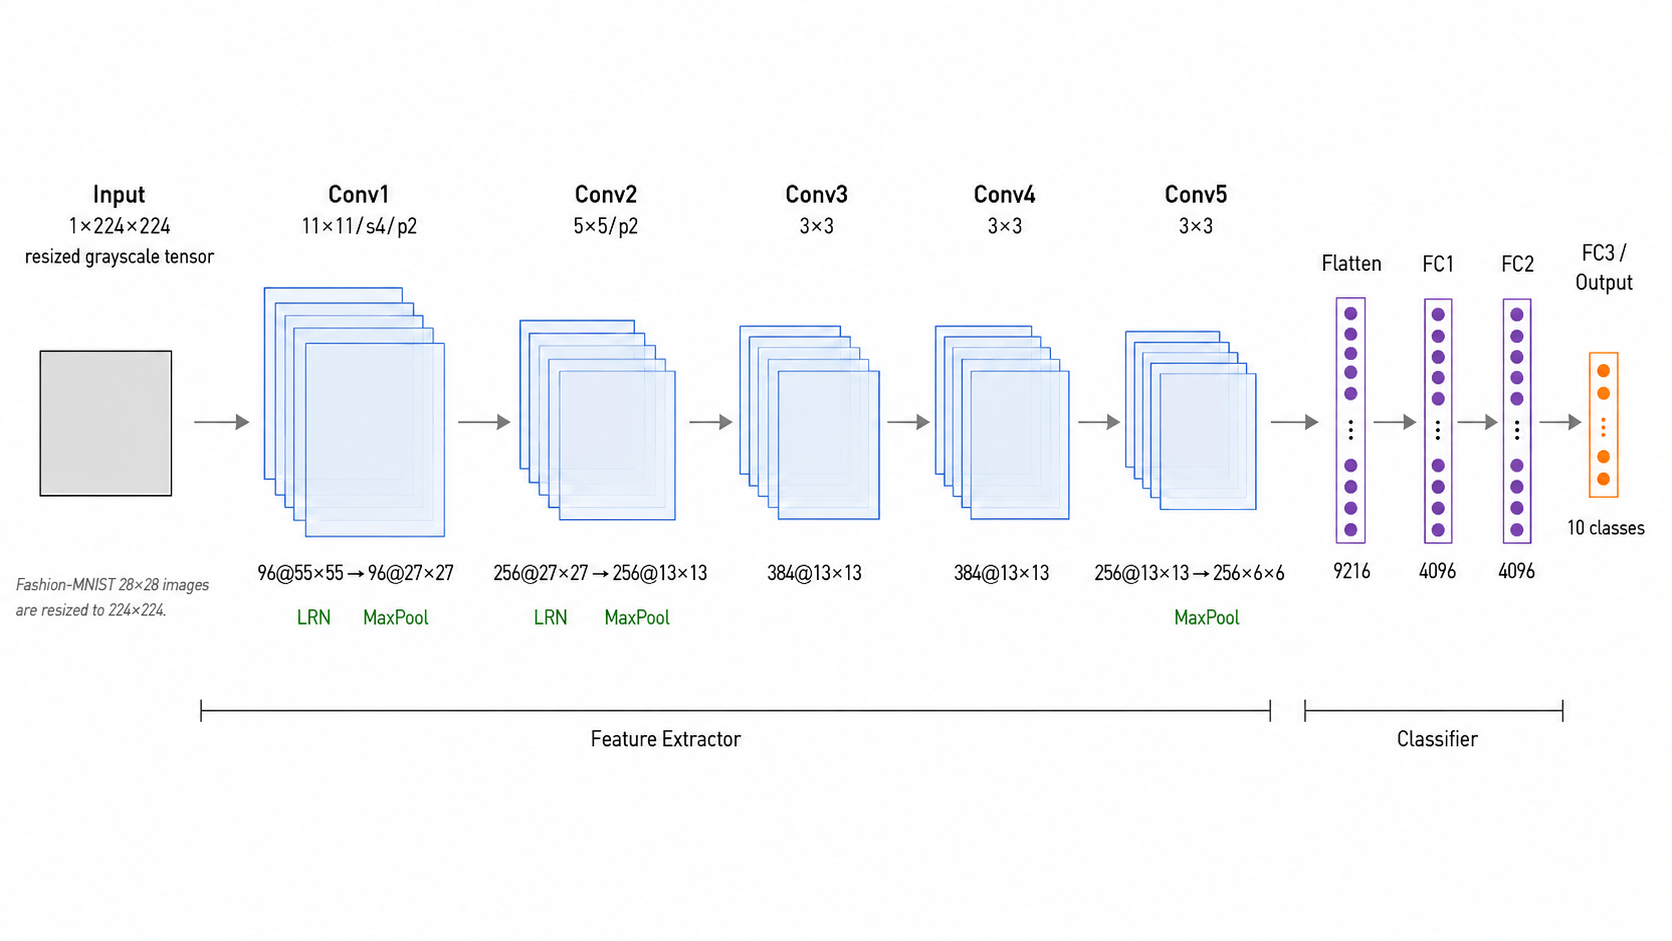 Input
1×224×224
resized grayscale tensor
Conv1
11×11/s4/p2
Conv2
5×5/p2
Conv3
3×3
Conv4
3×3
Conv5
3×3
Flatten
FC1
FC2
FC3 /
Output
10 classes
96@55×55→96@27×27
LRN MaxPool
256@27×27→256@13×13
LRN MaxPool
384@13×13
384@13×13
256@13×13→256×6×6
MaxPool
9216
4096
4096
Fashion-MNIST 28×28 images
are resized to 224×224.
Feature Extractor
Classifier